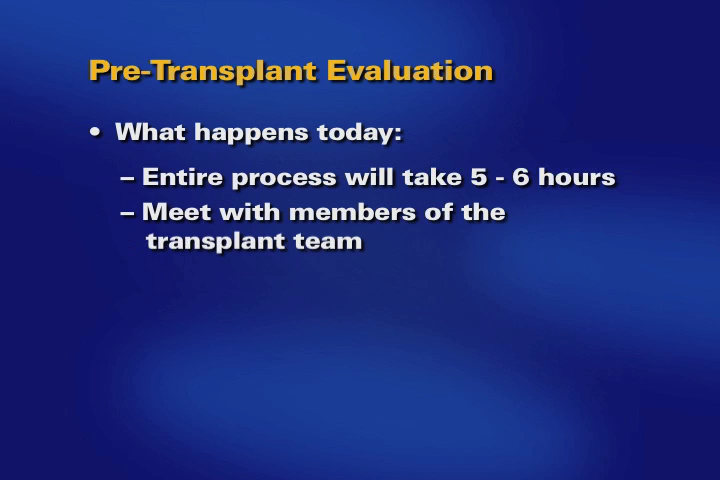 Pre-Transplant Evaluation
• What happens today:
– Entire process will take 5 - 6 hours
– Meet with members of the
transplant team